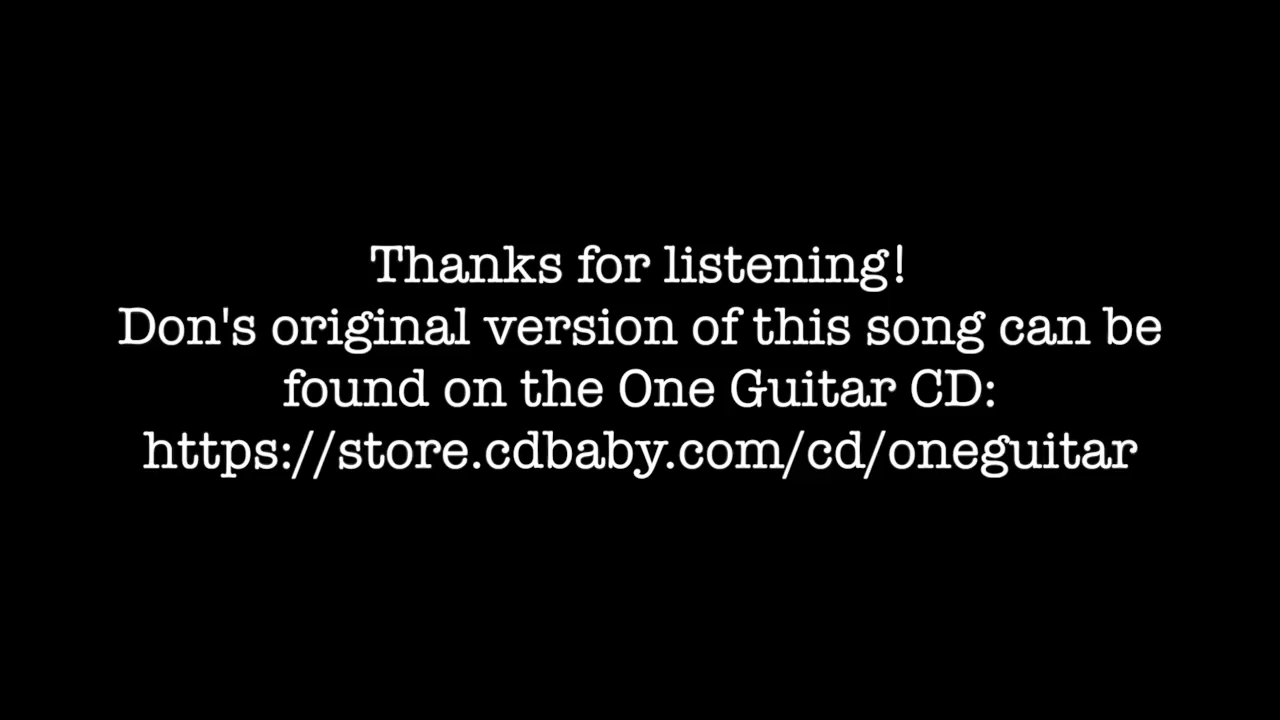 Thanks for listening!
Don's original version of this song can be
found on the One Guitar CD:
https://store.cdbaby.com/cd/oneguitar